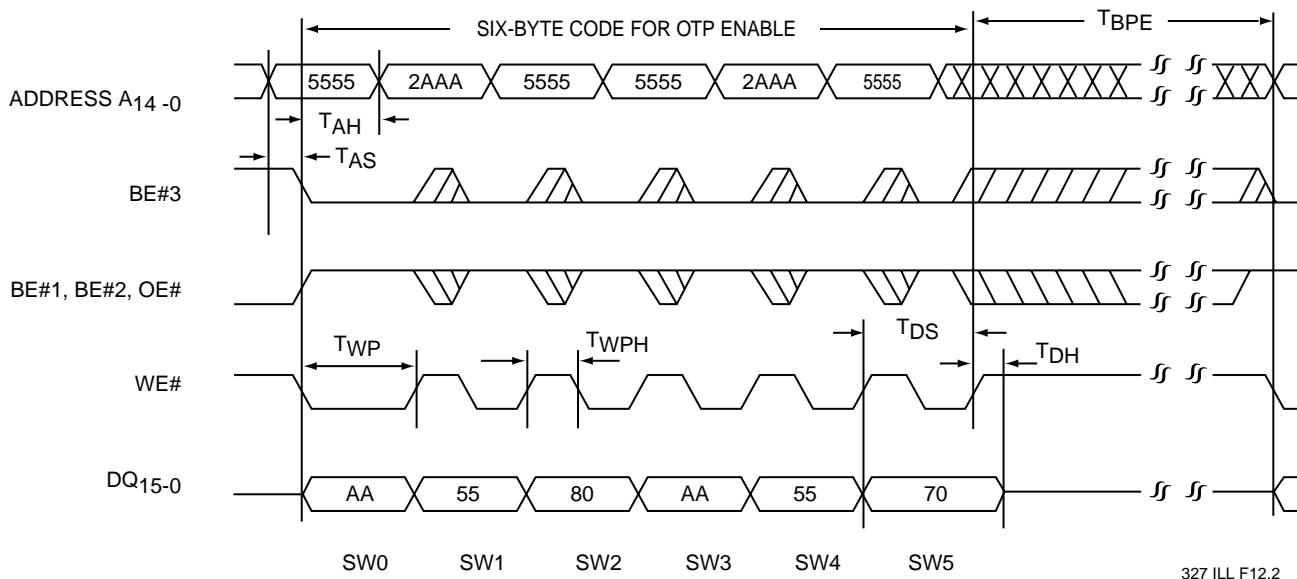 SIX-BYTE CODE FOR OTP ENABLE
TBPE
ADDRESS A14 -0
5555 2AAA 5555 5555 2AAA 5555
TAH
TAS
BE#3
BE#1, BE#2, OE#
TDS
TWP
TWPH
TDH
WE#
DQ15-0
AA 55 80 AA 55 70
SW0 SW1 SW2 SW3 SW4 SW5
327 ILL F12.2